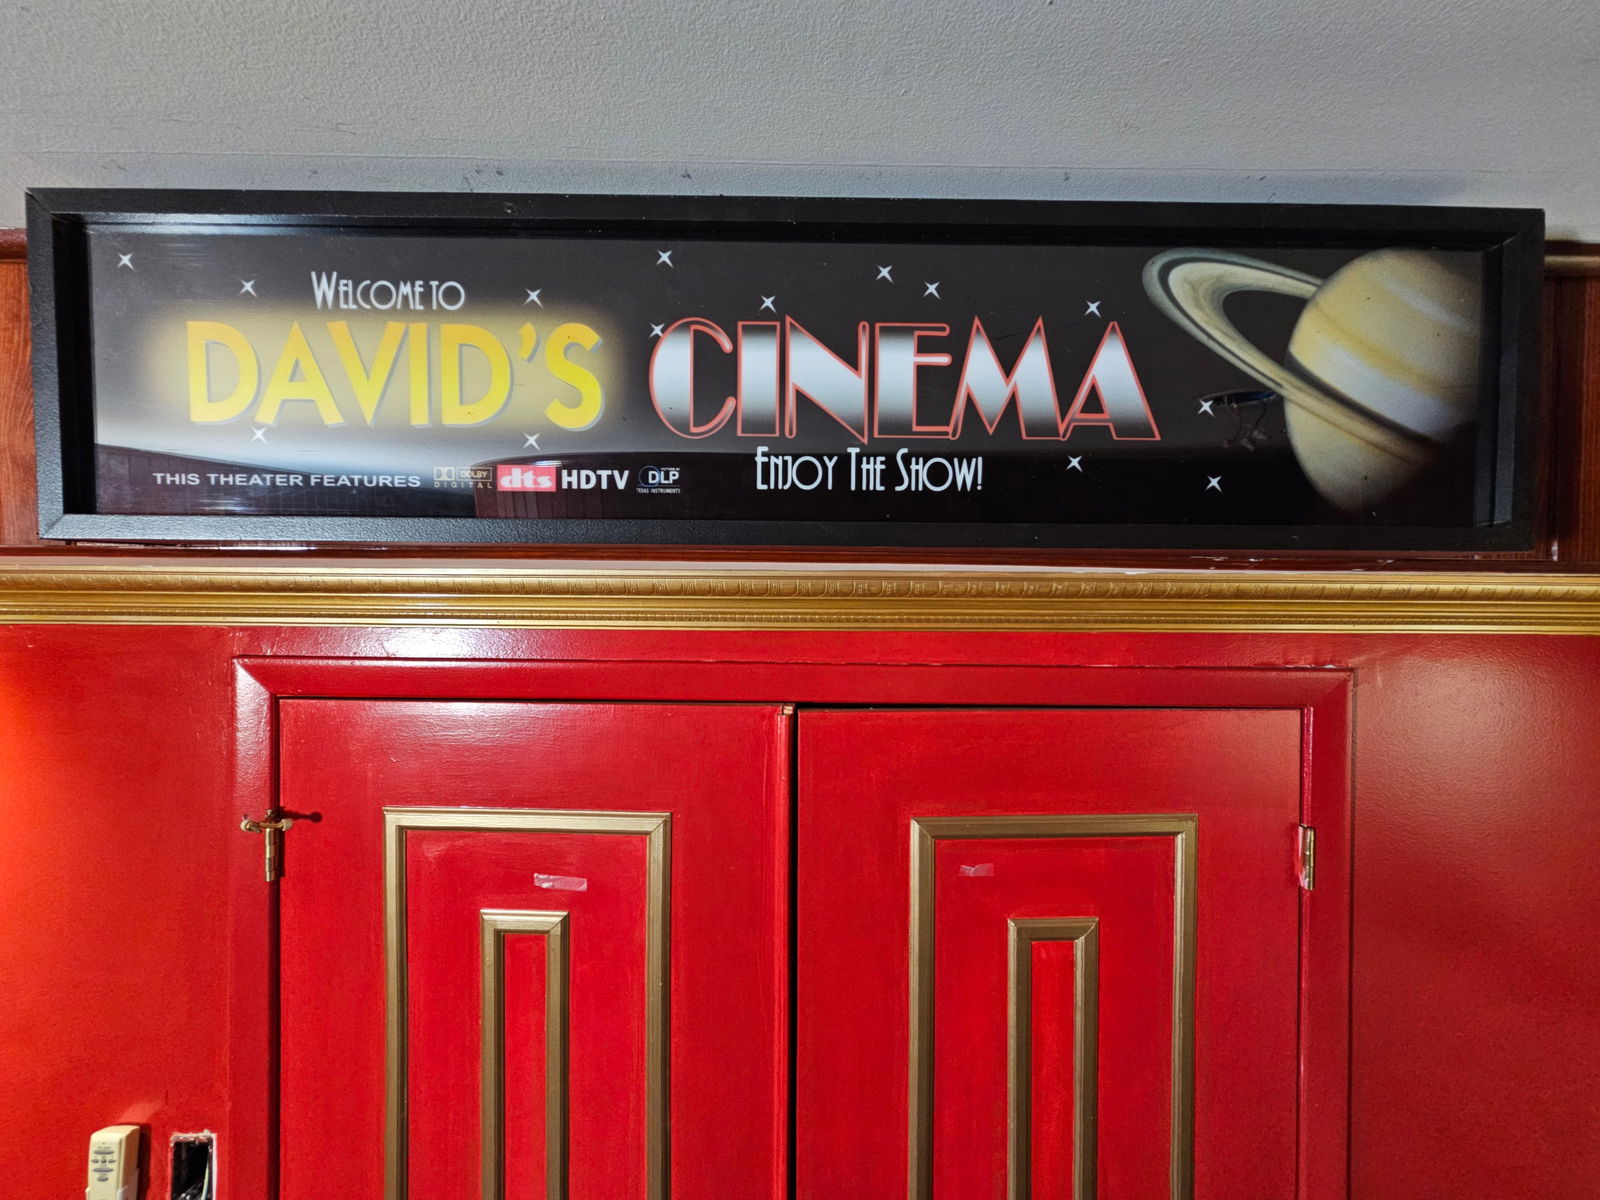 WELCOME TO
DAVID'S CINEMA
ENJOY THE SHOW!
THIS THEATER FEATURES DOLBY DIGITAL dts HDTV DLP TEXAS INSTRUMENTS